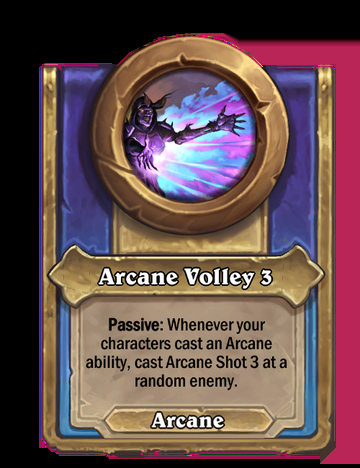 Arcane Volley 3
Passive: Whenever your
characters cast an Arcane
ability, cast Arcane Shot 3 at a
random enemy.
Arcane